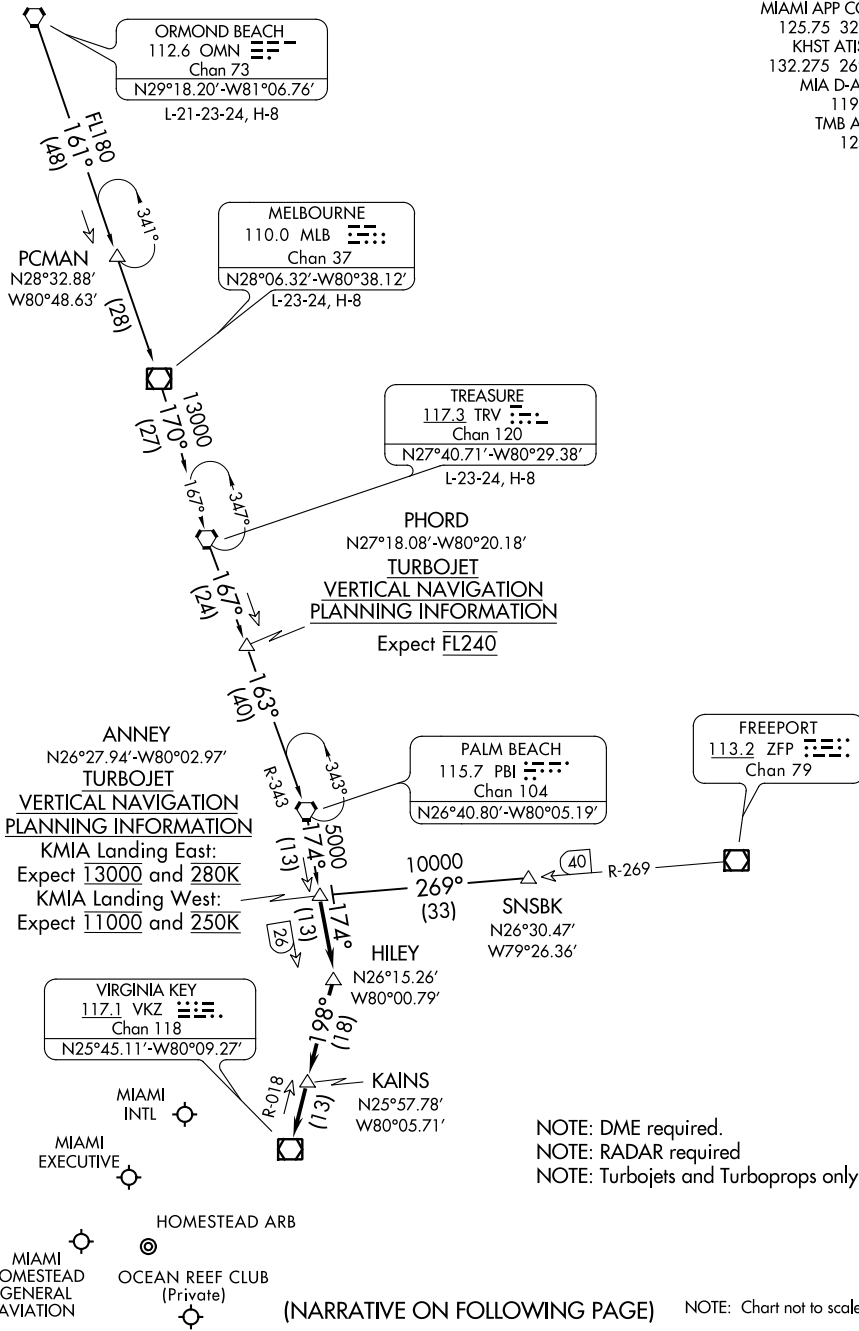 MIAMI APP CO
125.75 32
KHST ATIS
132.275 26
MIA D-A
119
TMB A
12
ORMOND BEACH
112.6 OMN
Chan 73
N29°18.20'-W81°06.76'
L-21-23-24, H-8
FL180
161°
(48)
341°
PCMAN
N28°32.88'
W80°48.63'
(28)
MELBOURNE
110.0 MLB
Chan 37
N28°06.32'-W80°38.12'
L-23-24, H-8
13000
170°
(27)
167°
347°
TREASURE
117.3 TRV
Chan 120
N27°40.71'-W80°29.38'
L-23-24, H-8
167°
(24)
PHORD
N27°18.08'-W80°20.18'
TURBOJET
VERTICAL NAVIGATION
PLANNING INFORMATION
Expect FL240
163°
(40)
R-343
343°
ANNEY
N26°27.94'-W80°02.97'
TURBOJET
VERTICAL NAVIGATION
PLANNING INFORMATION
KMIA Landing East:
Expect 13000 and 280K
KMIA Landing West:
Expect 11000 and 250K
PALM BEACH
115.7 PBI
Chan 104
N26°40.80'-W80°05.19'
FREEPORT
113.2 ZFP
Chan 79
5000
174°
(13)
10000
269°
(33)
40
R-269
SNSBK
N26°30.47'
W79°26.36'
174°
(13)
26
HILEY
N26°15.26'
W80°00.79'
VIRGINIA KEY
117.1 VKZ
Chan 118
N25°45.11'-W80°09.27'
198°
(18)
KAINS
N25°57.78'
W80°05.71'
R-018
(13)
MIAMI
INTL
MIAMI
EXECUTIVE
NOTE: DME required.
NOTE: RADAR required
NOTE: Turbojets and Turboprops only
HOMESTEAD ARB
MIAMI
OMESTEAD
GENERAL
AVIATION
OCEAN REEF CLUB
(Private)
(NARRATIVE ON FOLLOWING PAGE)
NOTE: Chart not to scale